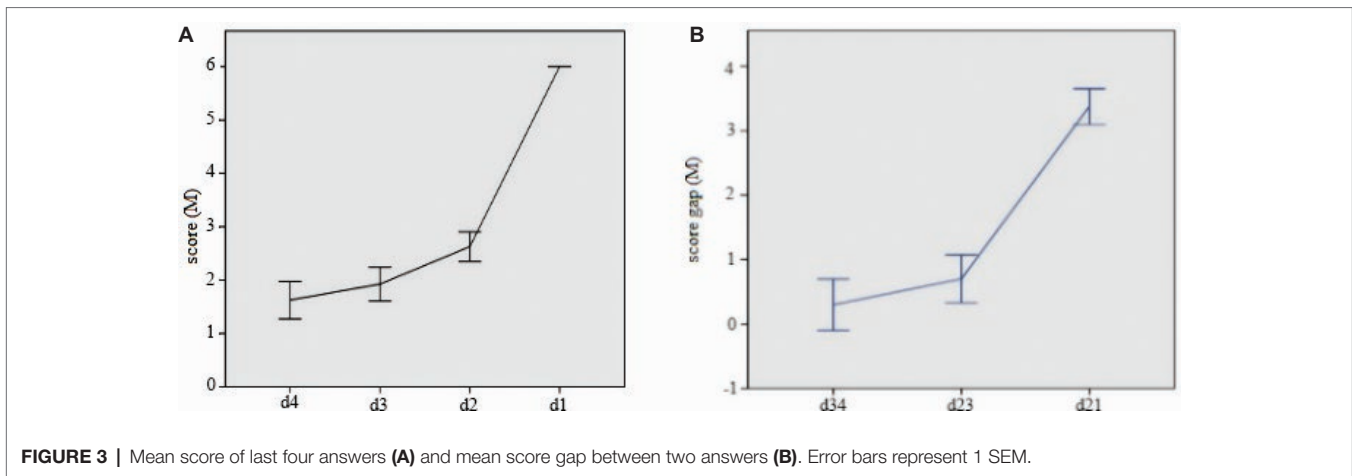 A
score (M)
6
5
4
3
2
1
0
d4 d3 d2 d1
B
score gap (M)
4
3
2
1
0
-1
d34 d23 d21
FIGURE 3 | Mean score of last four answers (A) and mean score gap between two answers (B). Error bars represent 1 SEM.